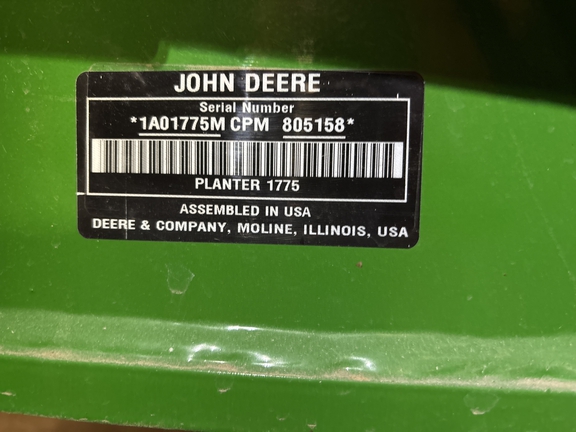 JOHN DEERE
Serial Number
*1A01775M CPM 805158*
PLANTER 1775
ASSEMBLED IN USA
DEERE & COMPANY, MOLINE, ILLINOIS, USA